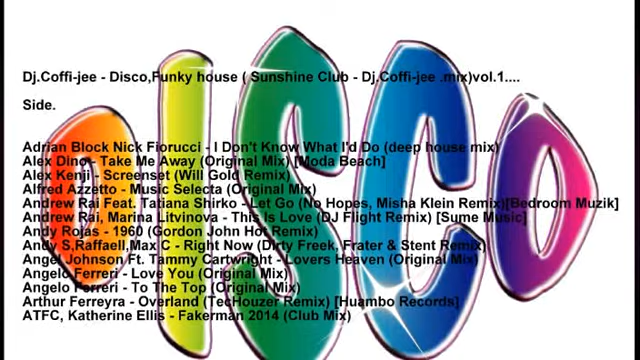 DISCO
Dj.Coffi-jee - Disco,Funky house ( Sunshine Club - Dj,Coffi-jee .mix)vol.1....
Side.
Adrian Block Nick Fiorucci - I Don't Know What I'd Do (deep house mix)
Alex Dino - Take Me Away (Original Mix) [Moda Beach]
Alex Kenji - Screenset (Will Gold Remix)
Alfred Azzetto - Music Selecta (Original Mix)
Andrew Rai Feat. Tatiana Shirko - Let Go (No Hopes, Misha Klein Remix)[Bedroom Muzik]
Andrew Rai, Marina Litvinova - This Is Love (DJ Flight Remix) [Sume Music]
Andy Rojas - 1960 (Gordon John Hot Remix)
Andy S,Raffaell,Max C - Right Now (Dirty Freek, Frater & Stent Remix)
Angel Johnson Ft. Tammy Cartwright - Lovers Heaven (Original Mix)
Angelo Ferreri - Love You (Original Mix)
Angelo Ferreri - To The Top (Original Mix)
Arthur Ferreyra - Overland (TecHouzer Remix) [Huambo Records]
ATFC, Katherine Ellis - Fakerman 2014 (Club Mix)